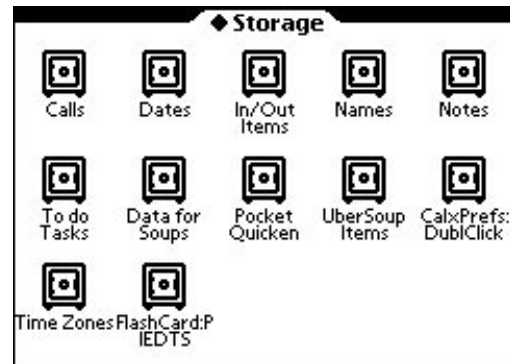 Storage
Calls Dates In/Out Items Names Notes
To do Tasks Data for Soups Pocket Quicken UberSoup Items CalxPrefs:DublClick
Time Zones FlashCard:PIEDTS